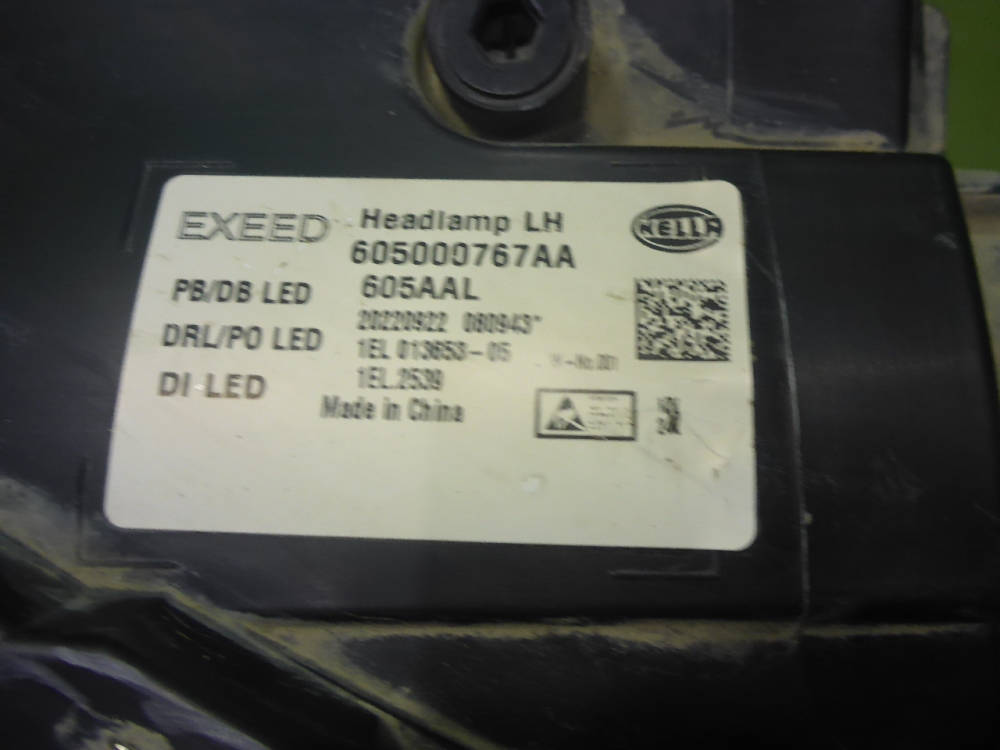 EXEED Headlamp LH HELLA
605000767AA
PB/DB LED 605AAL
20220922 080943*
DRL/PO LED 1EL 013653-05
DI LED 1EL.2539
Made in China